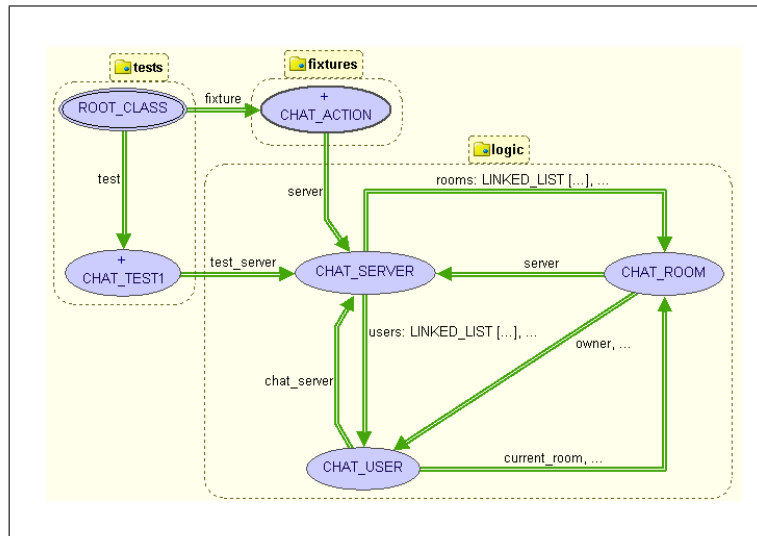 tests
fixtures
ROOT_CLASS
fixture
+
CHAT_ACTION
logic
test
server
rooms: LINKED_LIST [...], ...
+
CHAT_TEST1
test_server
CHAT_SERVER
server
CHAT_ROOM
users: LINKED_LIST [...], ...
owner, ...
chat_server
CHAT_USER
current_room, ...